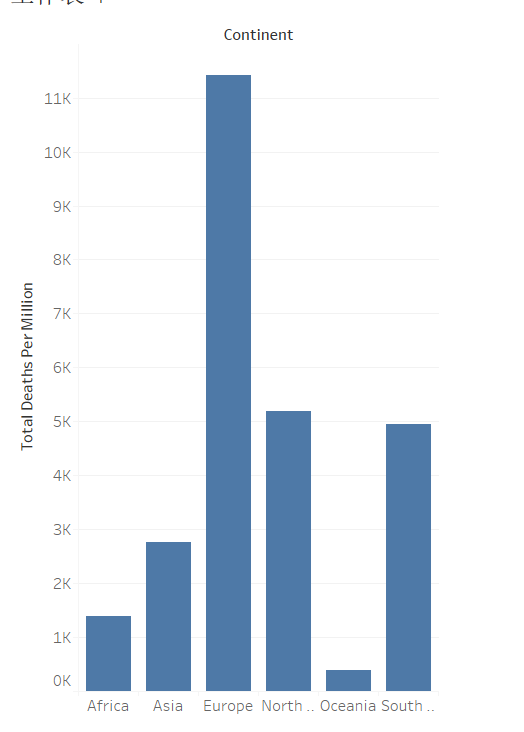 Continent
Total Deaths Per Million
11K
10K
9K
8K
7K
6K
5K
4K
3K
2K
1K
0K
Africa Asia Europe North .. Oceania South ..